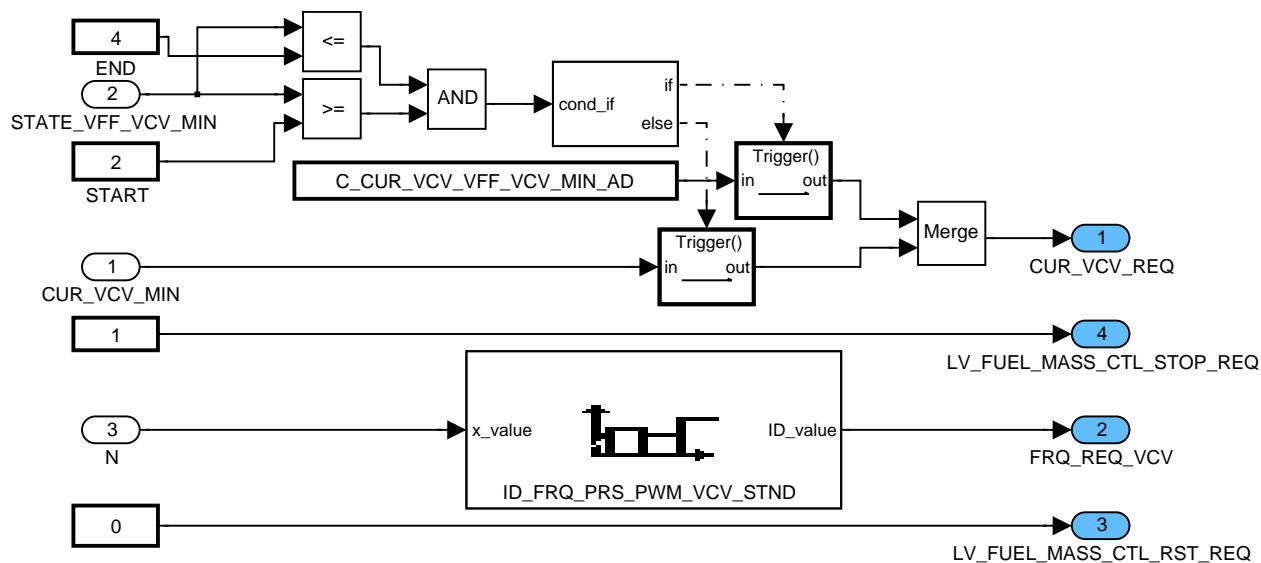 4
END
2
STATE_VFF_VCV_MIN
2
START
<=
>=
AND
cond_if
if
else
C_CUR_VCV_VFF_VCV_MIN_AD
Trigger()
in out
Trigger()
in out
Merge
1
CUR_VCV_REQ
1
CUR_VCV_MIN
1
4
LV_FUEL_MASS_CTL_STOP_REQ
3
N
x_value
ID_value
ID_FRQ_PRS_PWM_VCV_STND
2
FRQ_REQ_VCV
0
3
LV_FUEL_MASS_CTL_RST_REQ